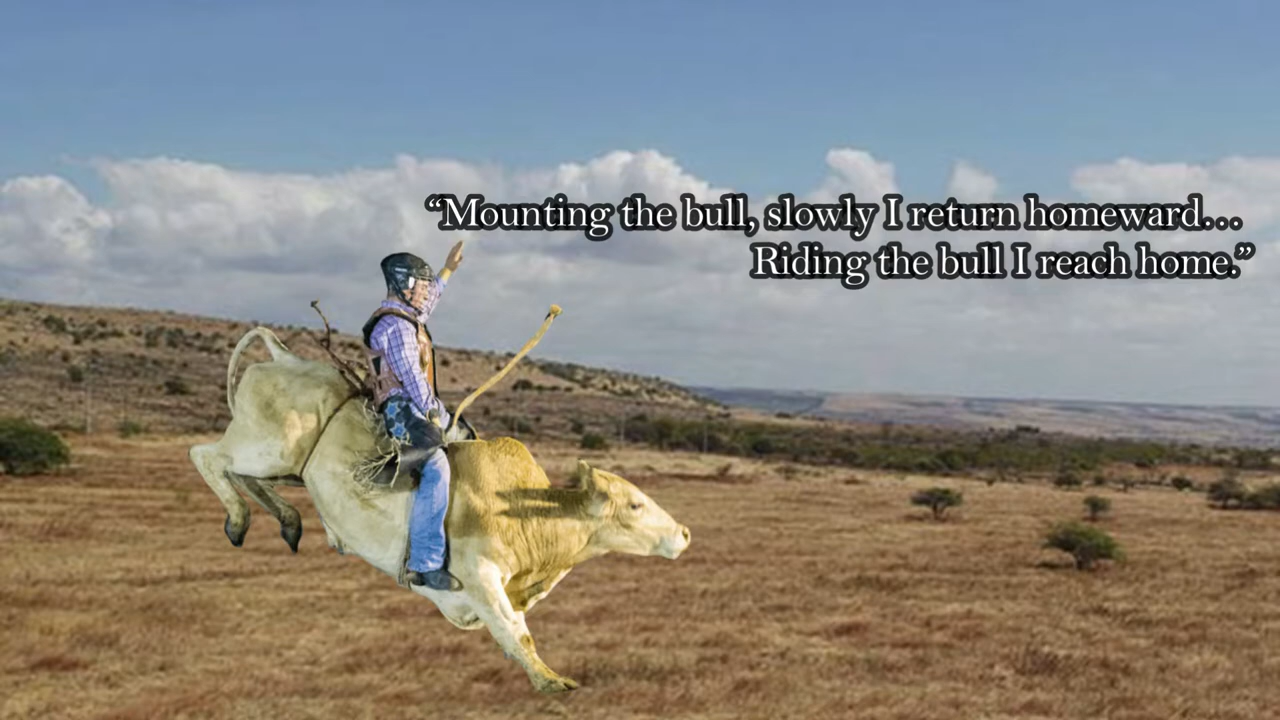 “Mounting the bull, slowly I return homeward…
Riding the bull I reach home.”